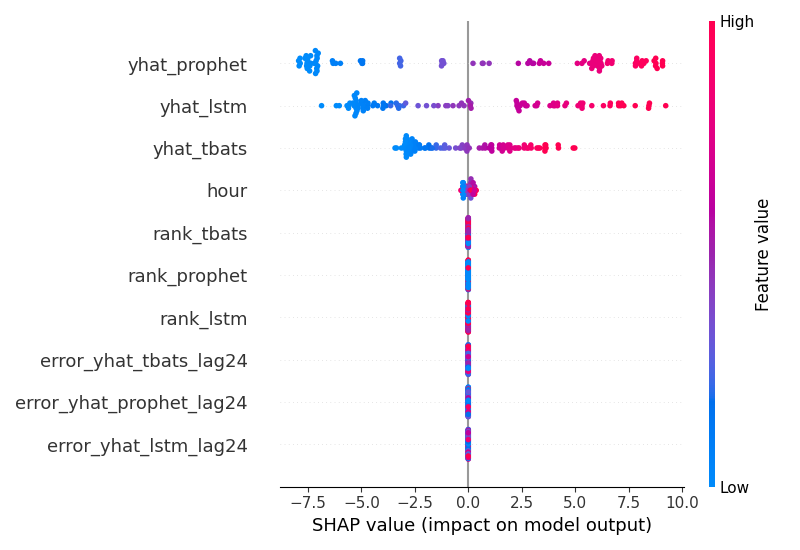 High
yhat_prophet
yhat_lstm
yhat_tbats
hour
rank_tbats
rank_prophet
rank_lstm
error_yhat_tbats_lag24
error_yhat_prophet_lag24
error_yhat_lstm_lag24
Feature value
Low
−7.5 −5.0 −2.5 0.0 2.5 5.0 7.5 10.0
SHAP value (impact on model output)